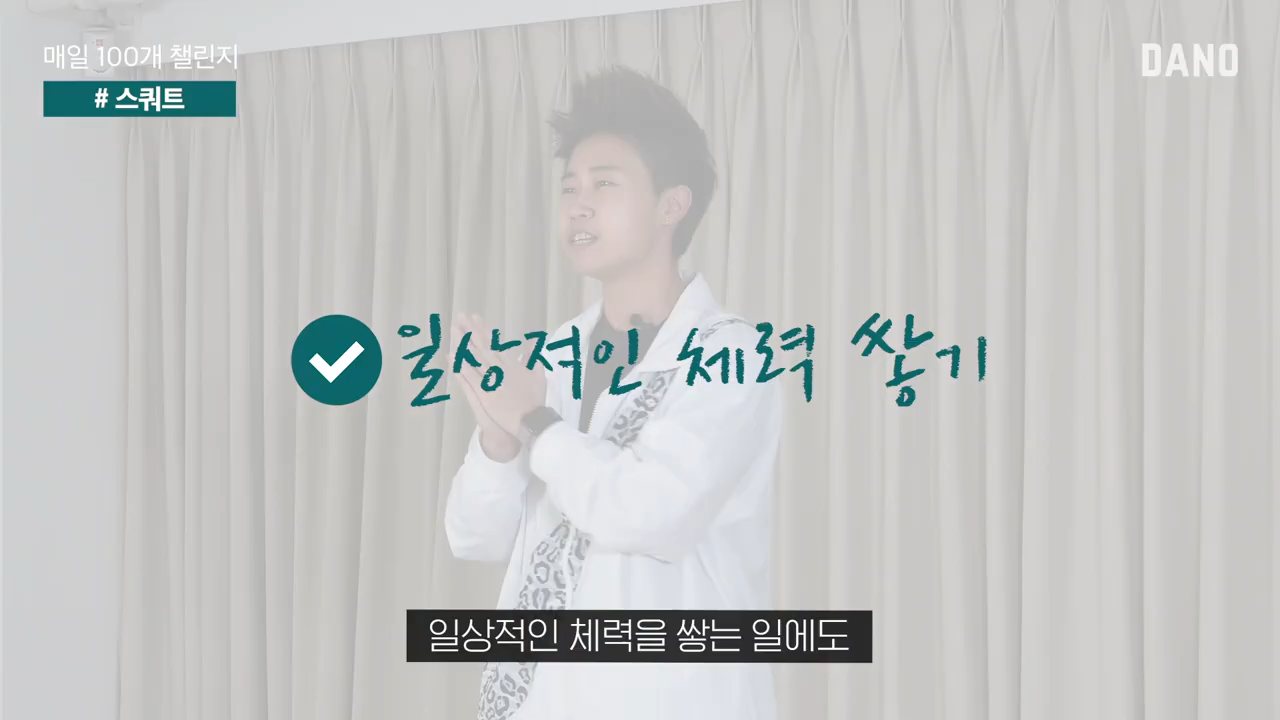 매일 100개 챌린지
# 스쿼트
DANO
일상적인 체력 쌓기
일상적인 체력을 쌓는 일에도